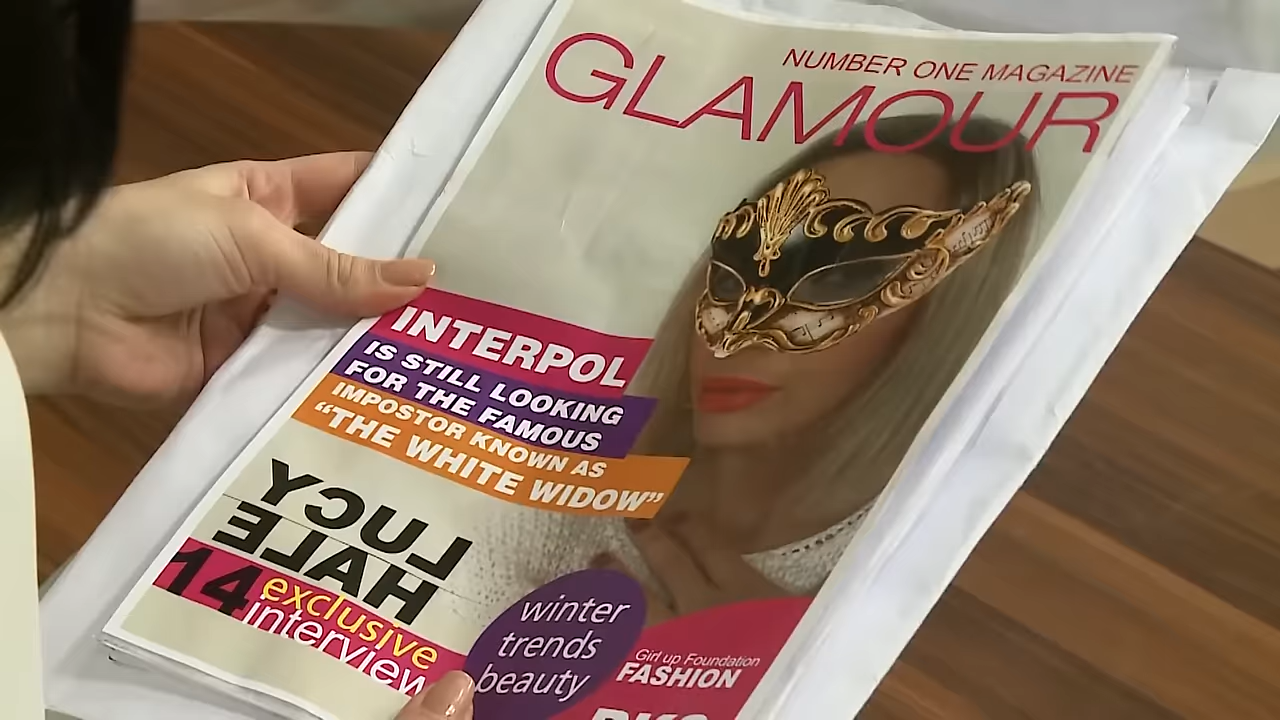 NUMBER ONE MAGAZINE
GLAMOUR
INTERPOL
IS STILL LOOKING
FOR THE FAMOUS
IMPOSTOR KNOWN AS
“THE WHITE WIDOW”
LUCY
HALE
14 exclusive
interview
winter
trends
beauty
Girl up Foundation
FASHION